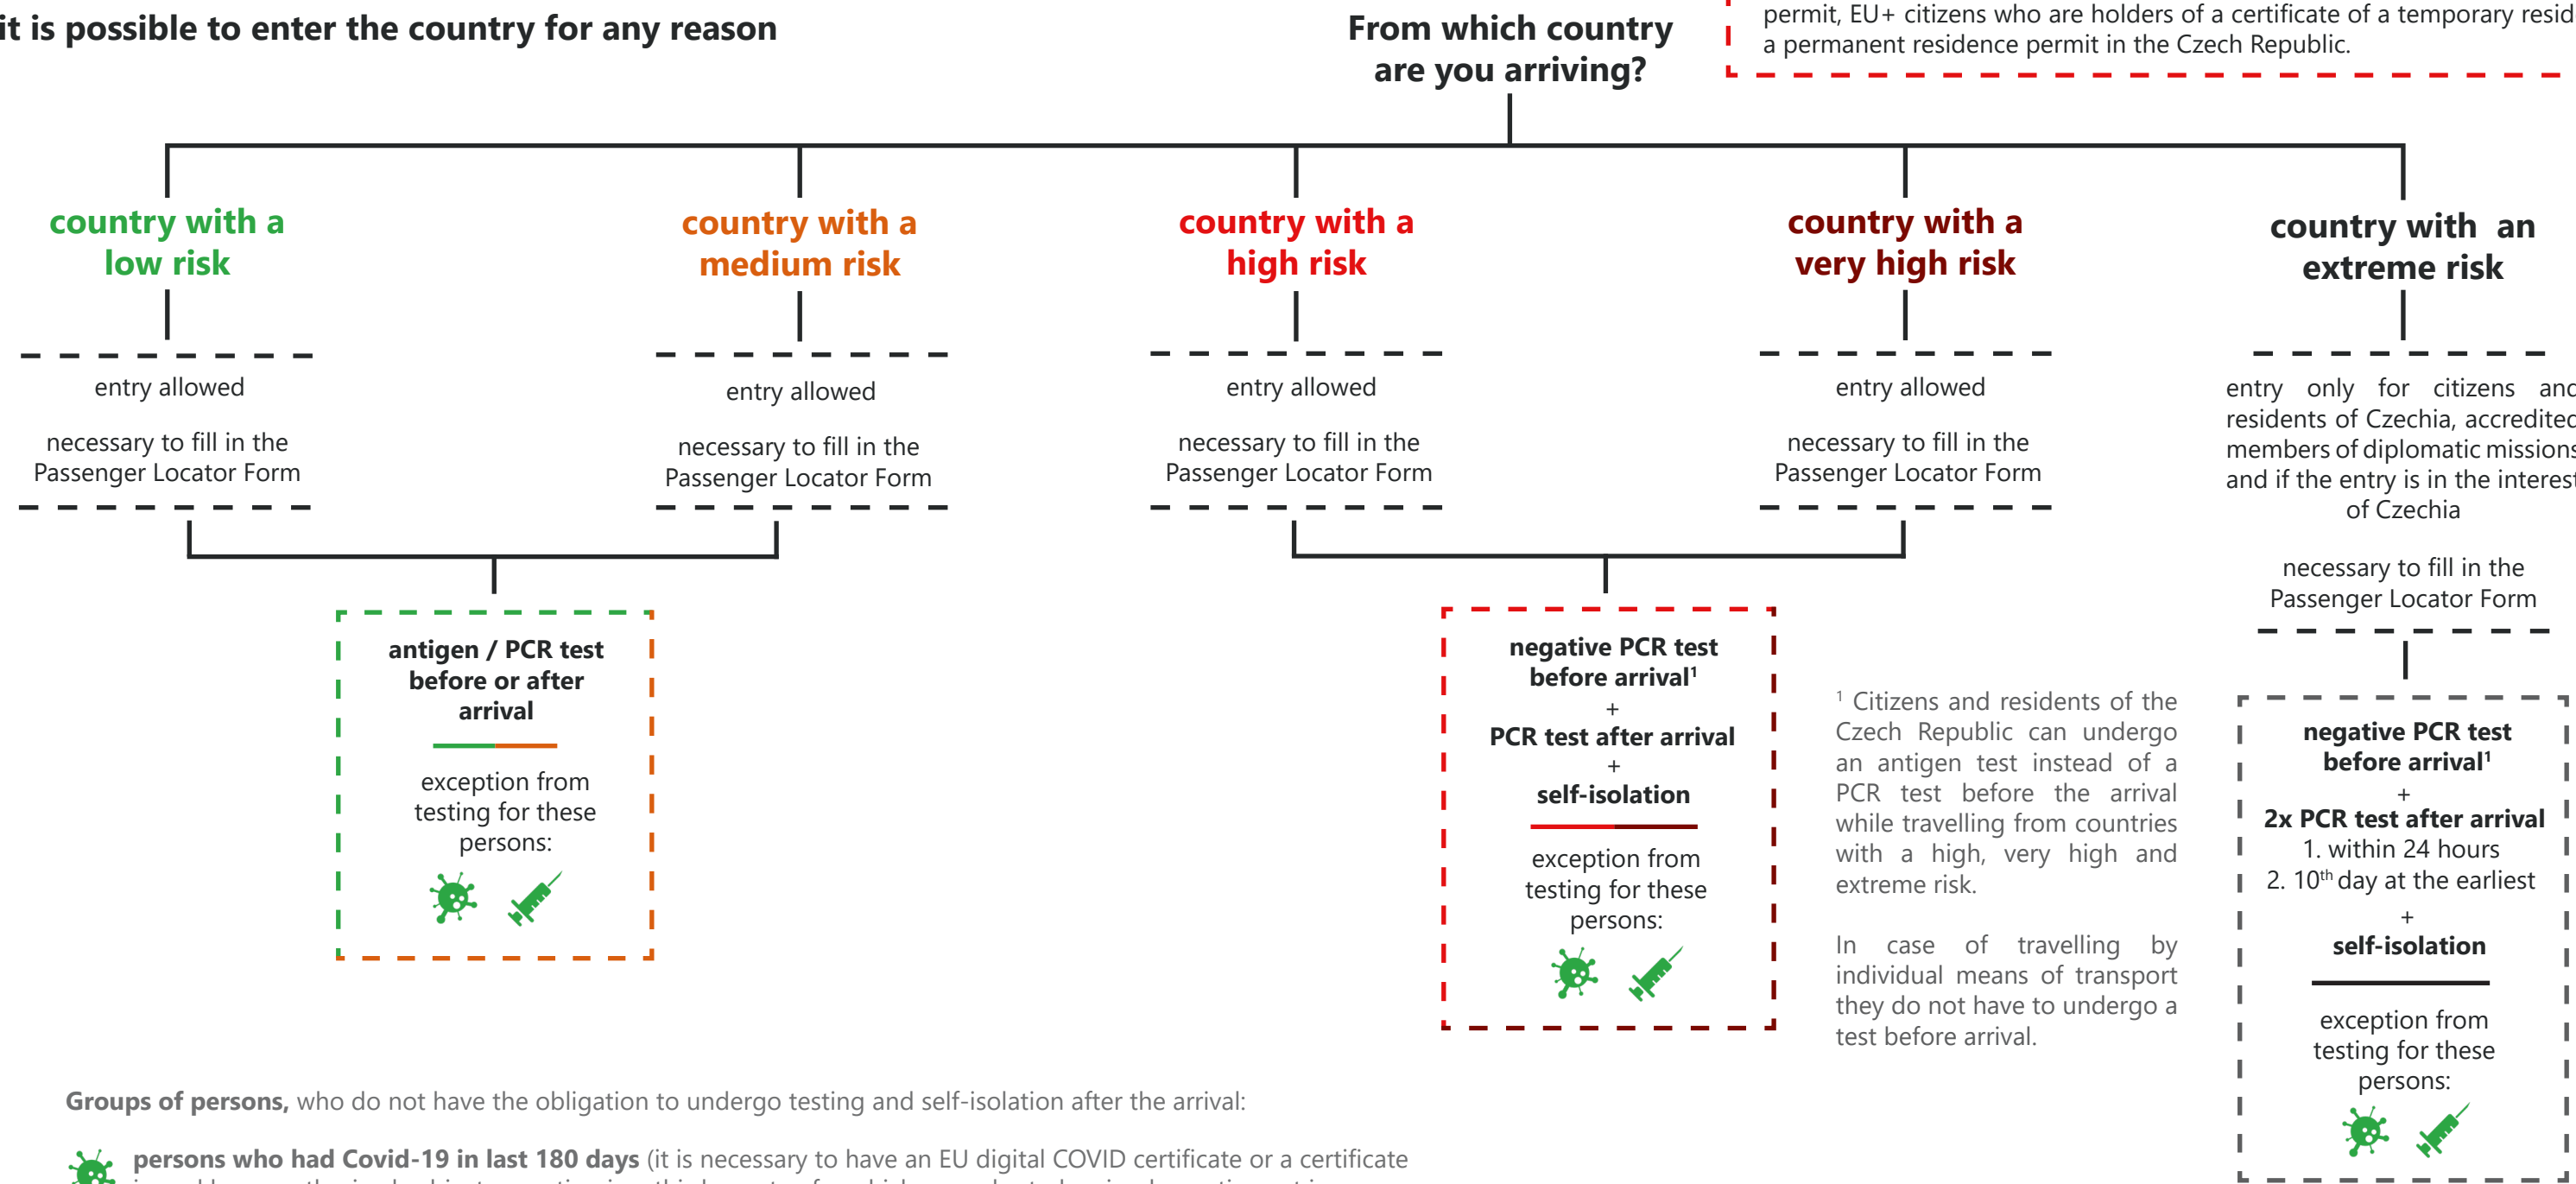 it is possible to enter the country for any reason
From which country
are you arriving?
permit, EU+ citizens who are holders of a certificate of a temporary resid
a permanent residence permit in the Czech Republic.
country with a
low risk
entry allowed
necessary to fill in the
Passenger Locator Form
country with a
medium risk
entry allowed
necessary to fill in the
Passenger Locator Form
antigen / PCR test
before or after
arrival
exception from
testing for these
persons:
country with a
high risk
entry allowed
necessary to fill in the
Passenger Locator Form
country with a
very high risk
entry allowed
necessary to fill in the
Passenger Locator Form
negative PCR test
before arrival¹
+
PCR test after arrival
+
self-isolation
exception from
testing for these
persons:
¹ Citizens and residents of the
Czech Republic can undergo
an antigen test instead of a
PCR test before the arrival
while travelling from countries
with a high, very high and
extreme risk.
In case of travelling by
individual means of transport
they do not have to undergo a
test before arrival.
country with an
extreme risk
entry only for citizens and
residents of Czechia, accredited
members of diplomatic missions
and if the entry is in the interest
of Czechia
necessary to fill in the
Passenger Locator Form
negative PCR test
before arrival¹
+
2x PCR test after arrival
1. within 24 hours
2. 10th day at the earliest
+
self-isolation
exception from
testing for these
persons:
Groups of persons, who do not have the obligation to undergo testing and self-isolation after the arrival:
persons who had Covid-19 in last 180 days (it is necessary to have an EU digital COVID certificate or a certificate